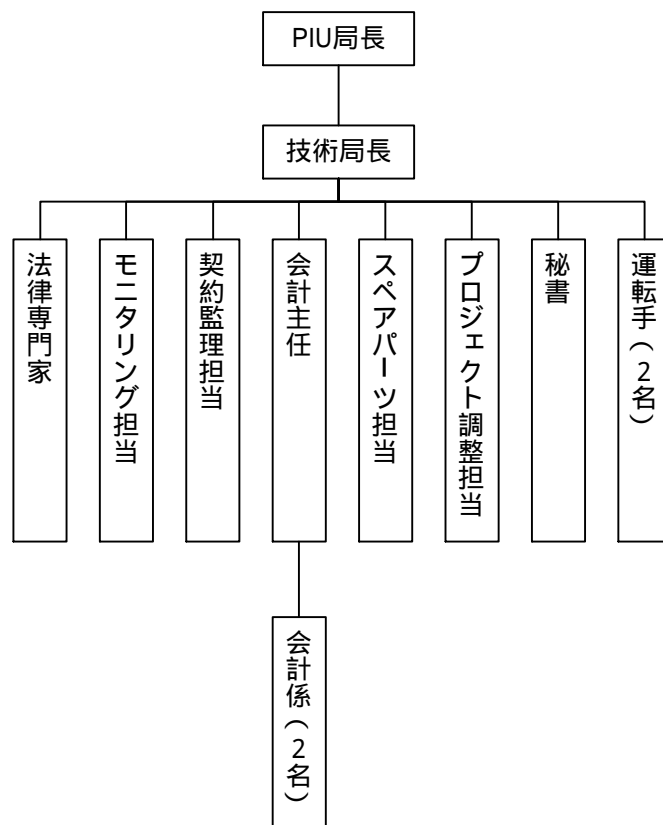 PIU局長
技術局長
法律専門家
モニタリング担当
契約監理担当
会計主任
スペアパーツ担当
プロジェクト調整担当
秘書
運転手(2名)
会計係(2名)